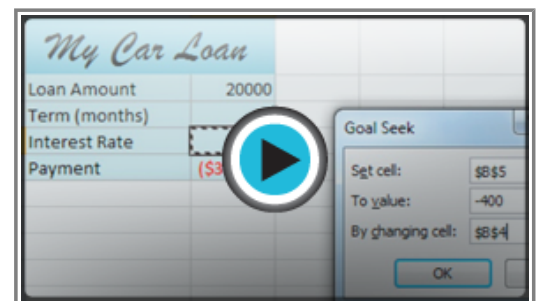 My Car Loan
Loan Amount 20000
Term (months)
Interest Rate
Payment ($3
Goal Seek
Set cell: $B$5
To value: -400
By changing cell: $B$4
OK